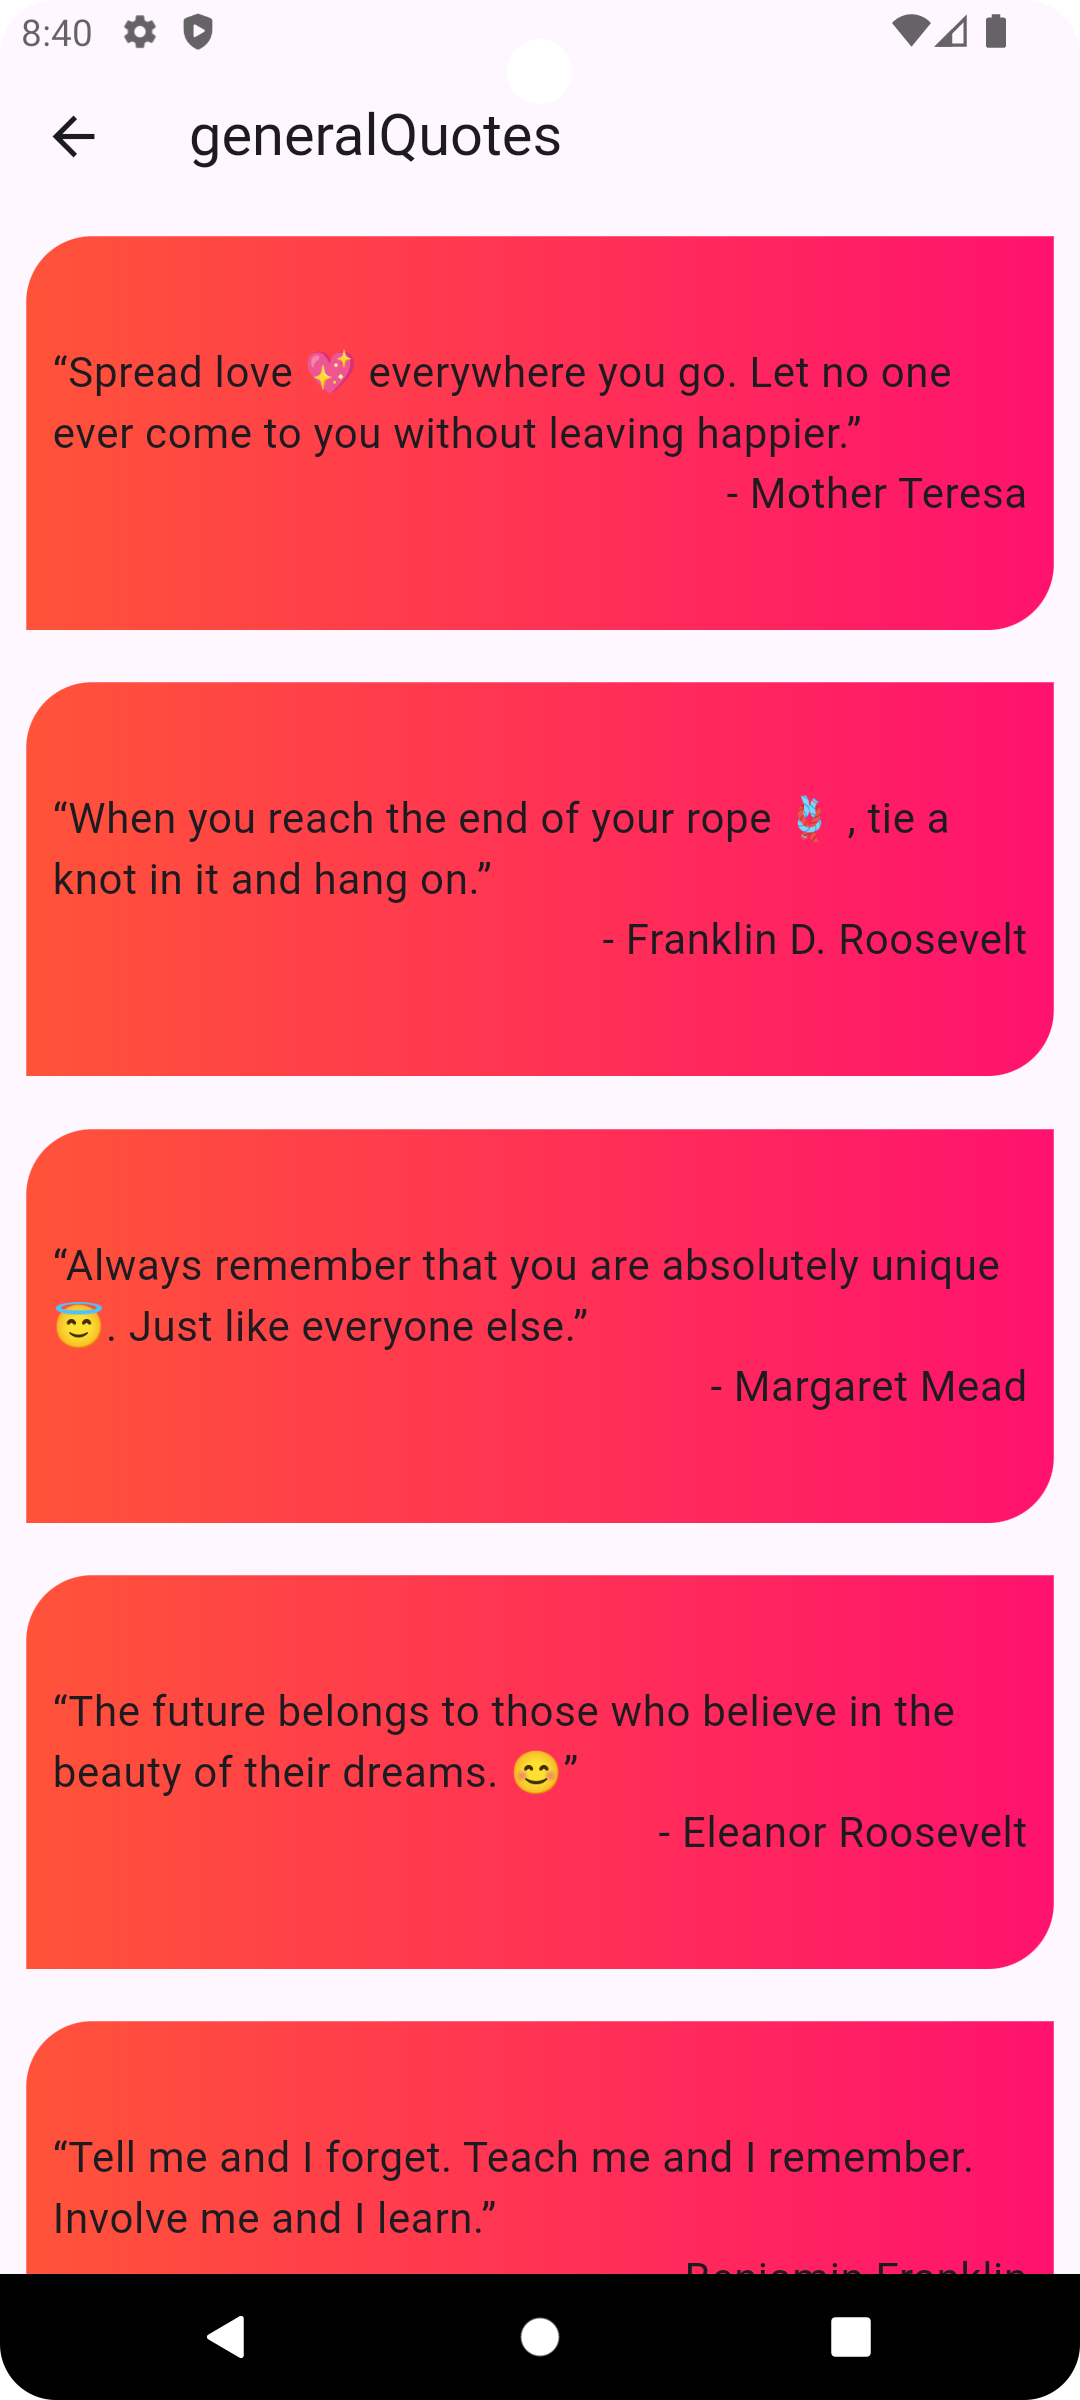 8:40
generalQuotes
“Spread love 💖 everywhere you go. Let no one
ever come to you without leaving happier.”
- Mother Teresa
“When you reach the end of your rope 🩱 , tie a
knot in it and hang on.”
- Franklin D. Roosevelt
“Always remember that you are absolutely unique
😇. Just like everyone else.”
- Margaret Mead
“The future belongs to those who believe in the
beauty of their dreams. 😊”
- Eleanor Roosevelt
“Tell me and I forget. Teach me and I remember.
Involve me and I learn.”
Benjamin Franklin